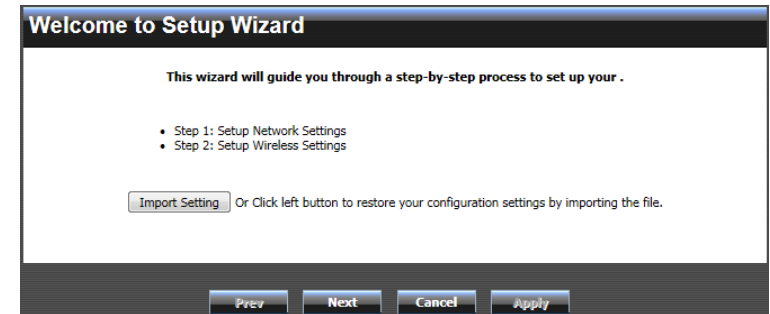 Welcome to Setup Wizard
This wizard will guide you through a step-by-step process to set up your .
• Step 1: Setup Network Settings
• Step 2: Setup Wireless Settings
Import Setting Or Click left button to restore your configuration settings by importing the file.
Prev Next Cancel Apply